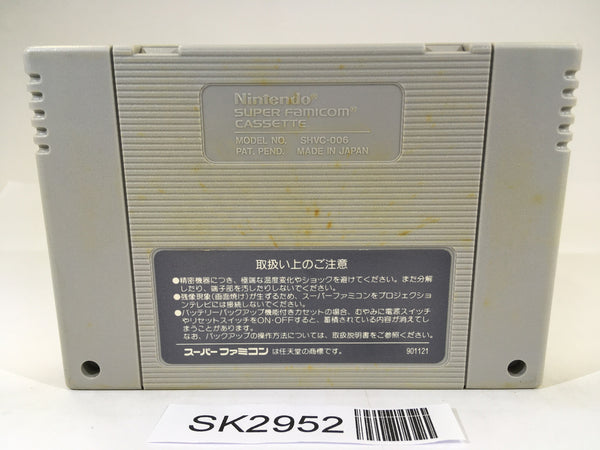 Nintendo®
SUPER FAMICOM®
CASSETTE
MODEL NO. SHVC-006
PAT. PEND. MADE IN JAPAN
取扱い上のご注意
●精密機器につき、極端な温度変化やショックを避けてください。また分解
したり、端子部を汚したりしないでください。
●残像現象(画面焼け)が生ずるため、スーパーファミコンをプロジェクショ
ンテレビには接続しないでください。
●バッテリーバックアップ機能付きカセットの場合、むやみに電源スイッチ
やリセットスイッチをON・OFFすると、蓄積されている内容が消えてし
まうことがあります。
なお、バックアップの操作方法については、取扱説明書をご参照ください。
スーパーファミコン は任天堂の商標です。 901121
SK2952